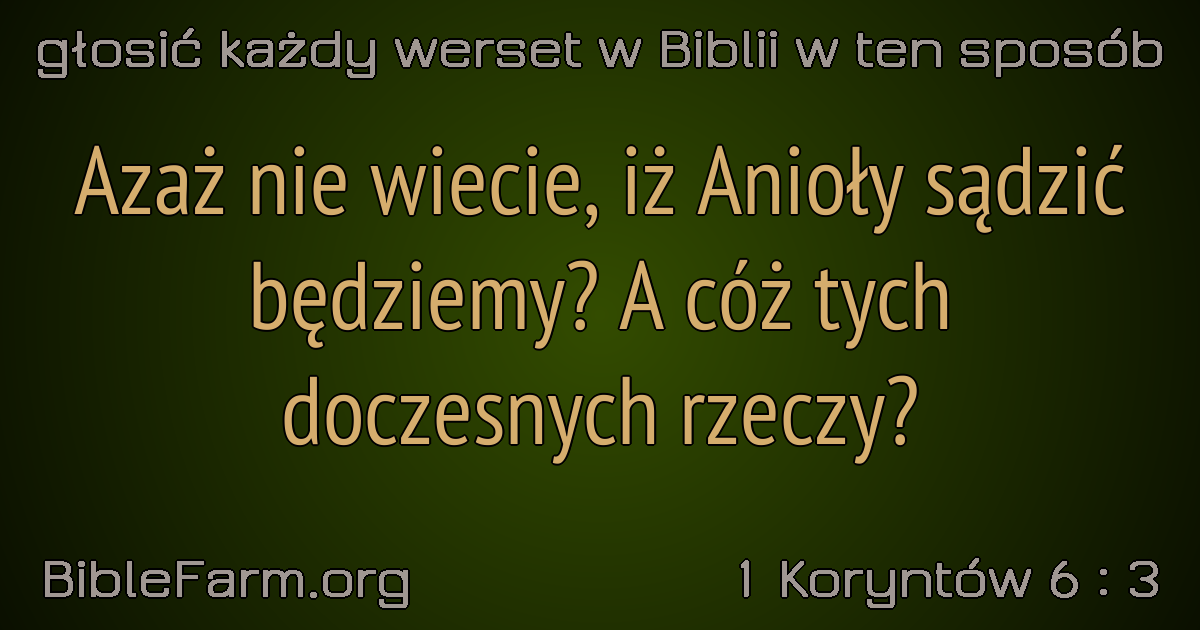 głosić każdy werset w Biblii w ten sposób
Azaż nie wiecie, iż Anioły sądzić
będziemy? A cóż tych
doczesnych rzeczy?
BibleFarm.org
1 Koryntów 6 : 3